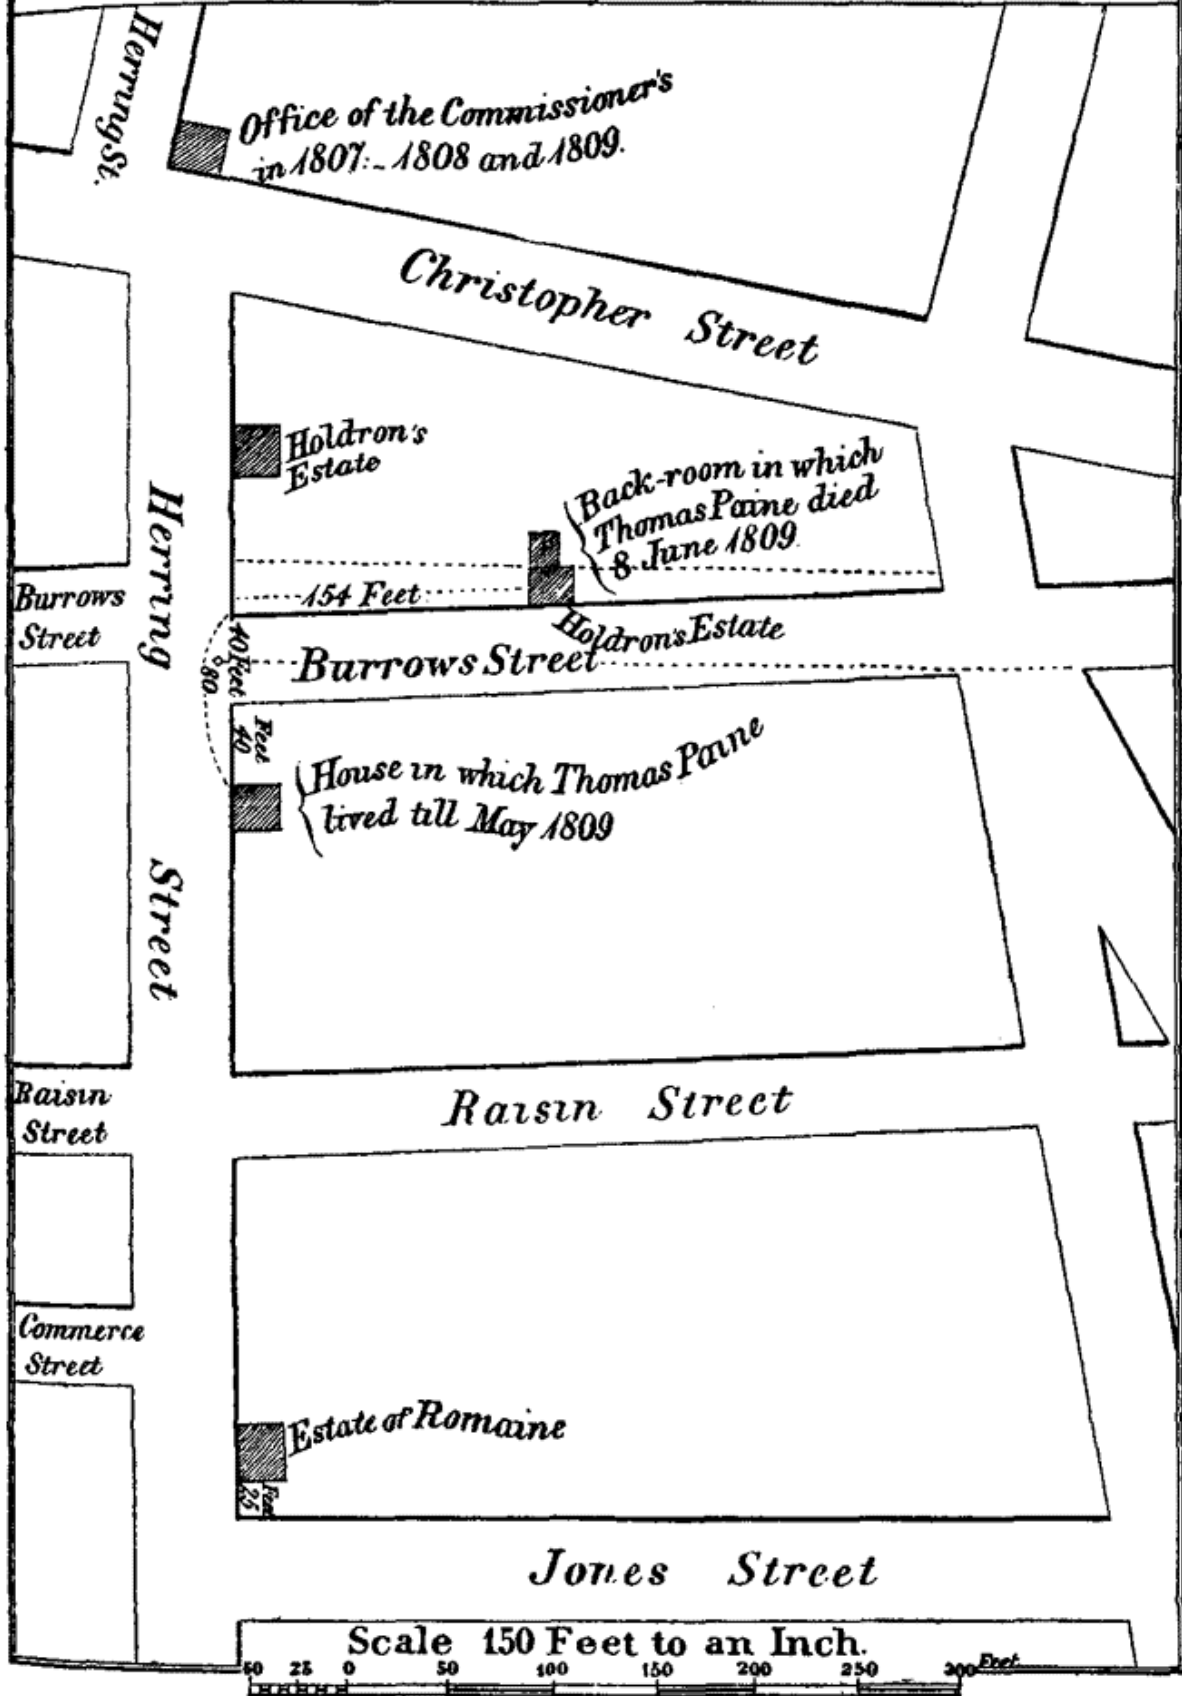 Herring St.
Office of the Commissioner's
in 1807:- 1808 and 1809.
Christopher Street
Holdron's
Estate
Back-room in which
Thomas Paine died
8 June 1809.
154 Feet
Holdron's Estate
Burrows
Street
Herring Street
40 Feet
80
Burrows Street
40 Feet
House in which Thomas Paine
lived till May 1809
Raisin
Street
Raisin Street
Commerce
Street
Estate of Romaine
25 Feet
Jones Street
Scale 150 Feet to an Inch.
50 25 0 50 100 150 200 250 300 Feet